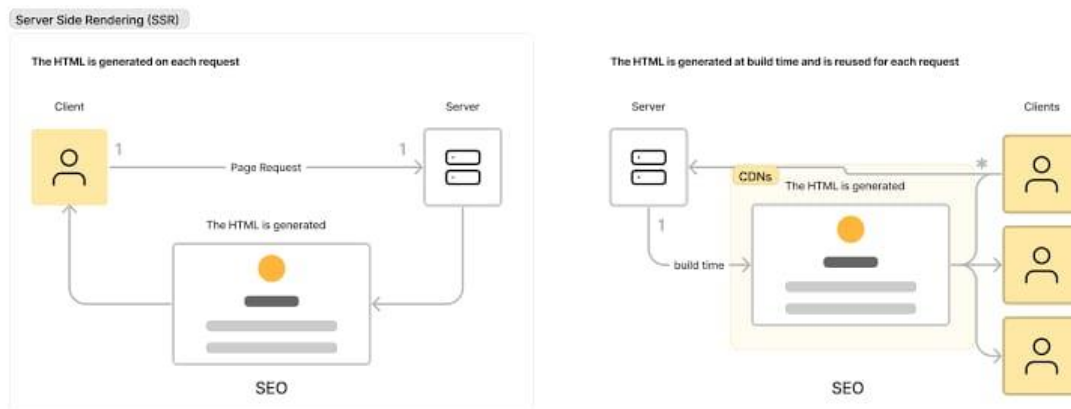 Server Side Rendering (SSR)
The HTML is generated on each request
Client
Server
1
1
Page Request
The HTML is generated
SEO
The HTML is generated at build time and is reused for each request
Server
Clients
*
CDNs
The HTML is generated
1
build time
SEO